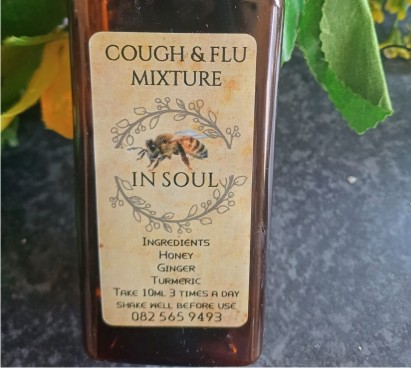 COUGH & FLU
MIXTURE
IN SOUL
INGREDIENTS
HONEY
GINGER
TURMERIC
TAKE 10ML 3 TIMES A DAY
SHAKE WELL BEFORE USE
082 565 9493